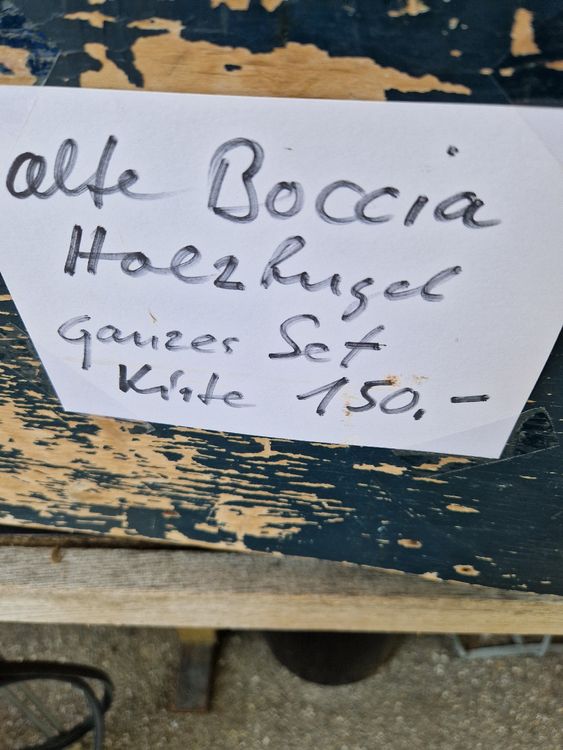 alte Boccia
Holzkugel
ganzes Set
Kiste 150,-